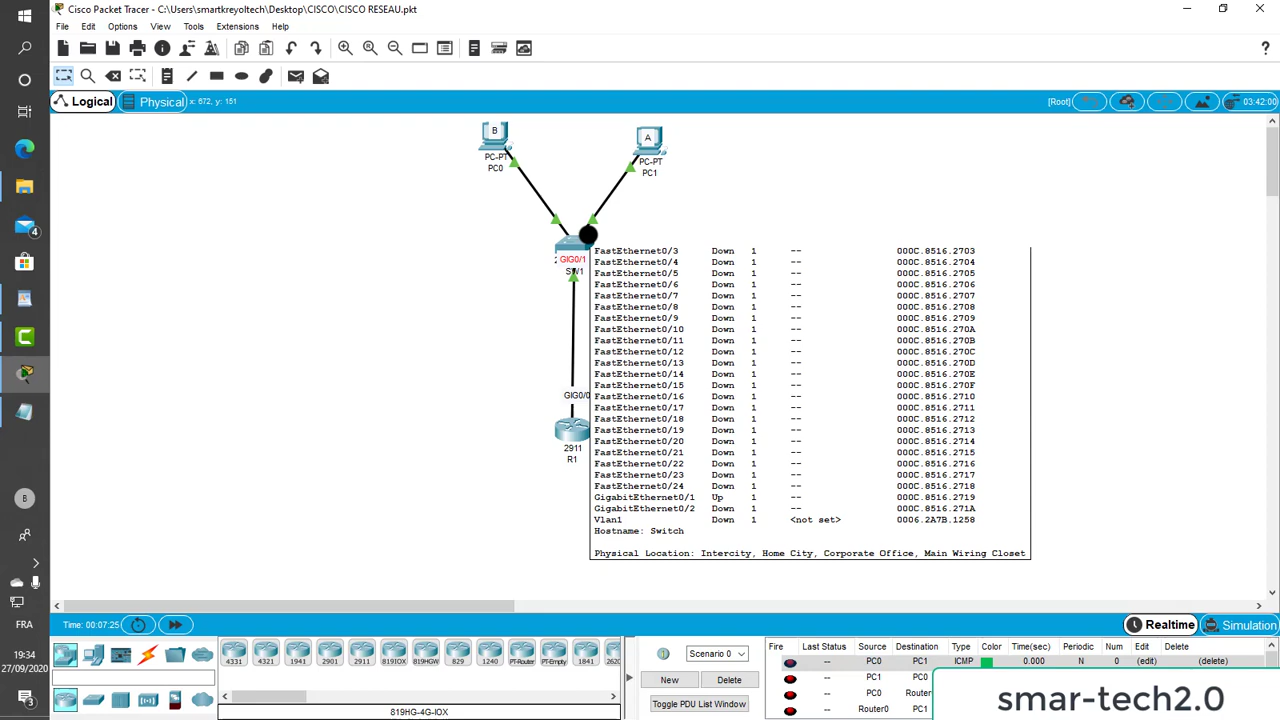 Cisco Packet Tracer - C:\Users\smartkreyoltech\Desktop\CISCO\CISCO RESEAU.pkt
File Edit Options View Tools Extensions Help
Logical Physical x: 672, y: 151 [Root] 03:42:00
B
PC-PT
PC0
A
PC-PT
PC1
GIG0/1
SW1
GIG0/0
2911
R1
FastEthernet0/3 Down 1 -- 000C.8516.2703
FastEthernet0/4 Down 1 -- 000C.8516.2704
FastEthernet0/5 Down 1 -- 000C.8516.2705
FastEthernet0/6 Down 1 -- 000C.8516.2706
FastEthernet0/7 Down 1 -- 000C.8516.2707
FastEthernet0/8 Down 1 -- 000C.8516.2708
FastEthernet0/9 Down 1 -- 000C.8516.2709
FastEthernet0/10 Down 1 -- 000C.8516.270A
FastEthernet0/11 Down 1 -- 000C.8516.270B
FastEthernet0/12 Down 1 -- 000C.8516.270C
FastEthernet0/13 Down 1 -- 000C.8516.270D
FastEthernet0/14 Down 1 -- 000C.8516.270E
FastEthernet0/15 Down 1 -- 000C.8516.270F
FastEthernet0/16 Down 1 -- 000C.8516.2710
FastEthernet0/17 Down 1 -- 000C.8516.2711
FastEthernet0/18 Down 1 -- 000C.8516.2712
FastEthernet0/19 Down 1 -- 000C.8516.2713
FastEthernet0/20 Down 1 -- 000C.8516.2714
FastEthernet0/21 Down 1 -- 000C.8516.2715
FastEthernet0/22 Down 1 -- 000C.8516.2716
FastEthernet0/23 Down 1 -- 000C.8516.2717
FastEthernet0/24 Down 1 -- 000C.8516.2718
GigabitEthernet0/1 Up 1 -- 000C.8516.2719
GigabitEthernet0/2 Down 1 -- 000C.8516.271A
Vlan1 Down 1 <not set> 0006.2A7B.1258
Hostname: Switch
Physical Location: Intercity, Home City, Corporate Office, Main Wiring Closet
Time: 00:07:25 Realtime Simulation
4331 4321 1941 2901 2911 819IOX 819HGW 829 1240 PT-Router PT-Empty 1841 2620
819HG-4G-IOX
Scenario 0
New Delete
Toggle PDU List Window
Fire Last Status Source Destination Type Color Time(sec) Periodic Num Edit Delete
-- PC0 PC1 ICMP 0.000 N 0 (edit) (delete)
-- PC1 PC0
-- PC0 Router
-- Router0 PC1
smar-tech2.0
4
B
FRA
19:34
27/09/2020
3